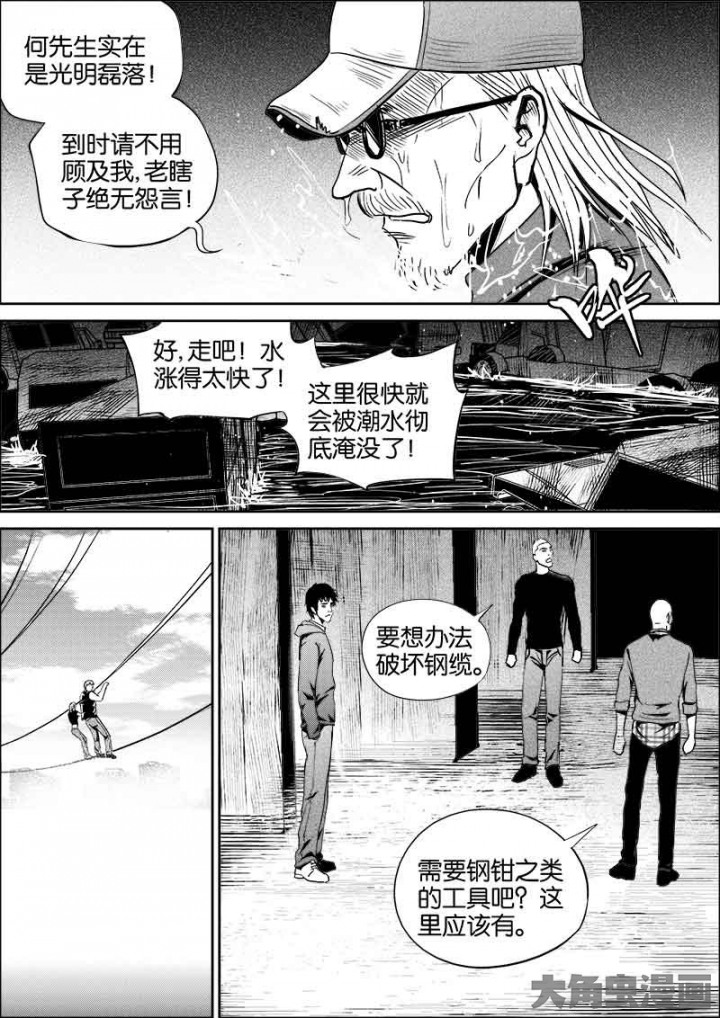 何先生实在
是光明磊落！
到时请不用
顾及我，老瞎
子绝无怨言！
哗
好，走吧！水
涨得太快了！
这里很快就
会被潮水彻
底淹没了！
要想办法
破坏钢缆。
需要钢钳之类
的工具吧？这
里应该有。
大角虫漫画